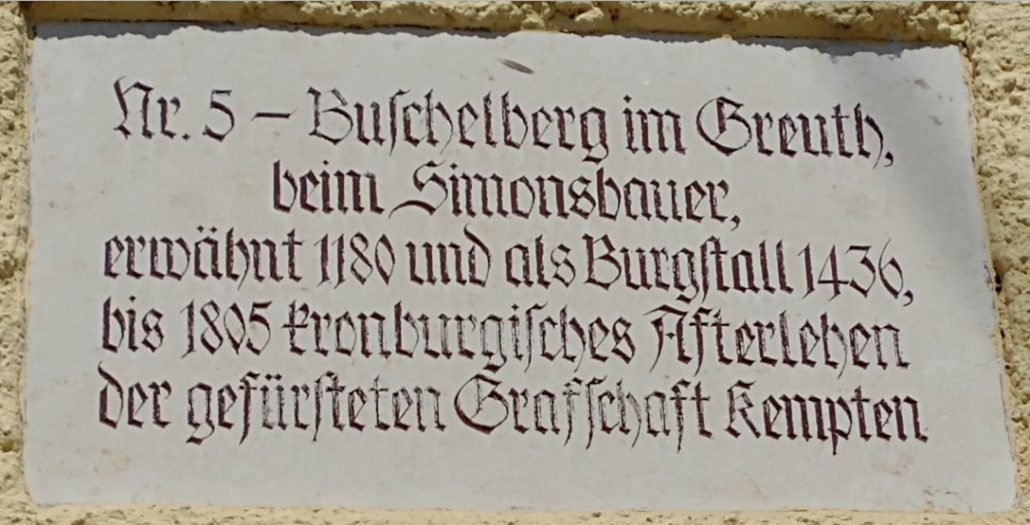 Nr. 5 – Buſchelberg im Greuth,
beim Simonsbauer,
erwähnt 1180 und als Burgſtall 1436,
bis 1805 kronburgiſches Afterlehen
der gefürſteten Grafſchaft Kempten